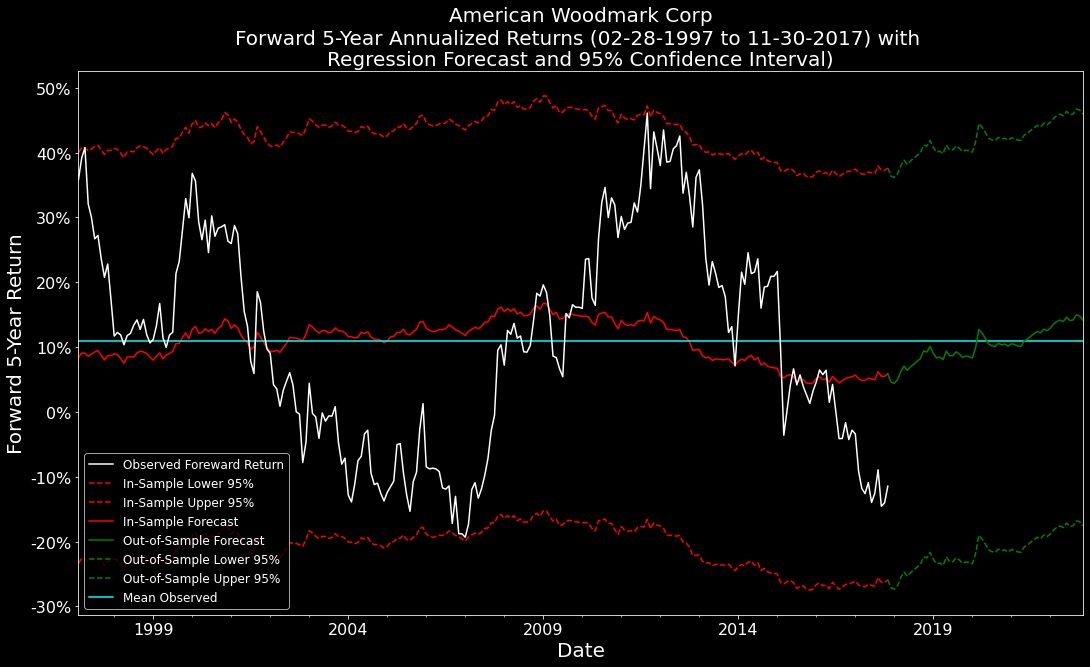 American Woodmark Corp
Forward 5-Year Annualized Returns (02-28-1997 to 11-30-2017) with
Regression Forecast and 95% Confidence Interval)
Forward 5-Year Return
50%
40%
30%
20%
10%
0%
-10%
-20%
-30%
Observed Foreward Return
In-Sample Lower 95%
In-Sample Upper 95%
In-Sample Forecast
Out-of-Sample Forecast
Out-of-Sample Lower 95%
Out-of-Sample Upper 95%
Mean Observed
1999 2004 2009 2014 2019
Date